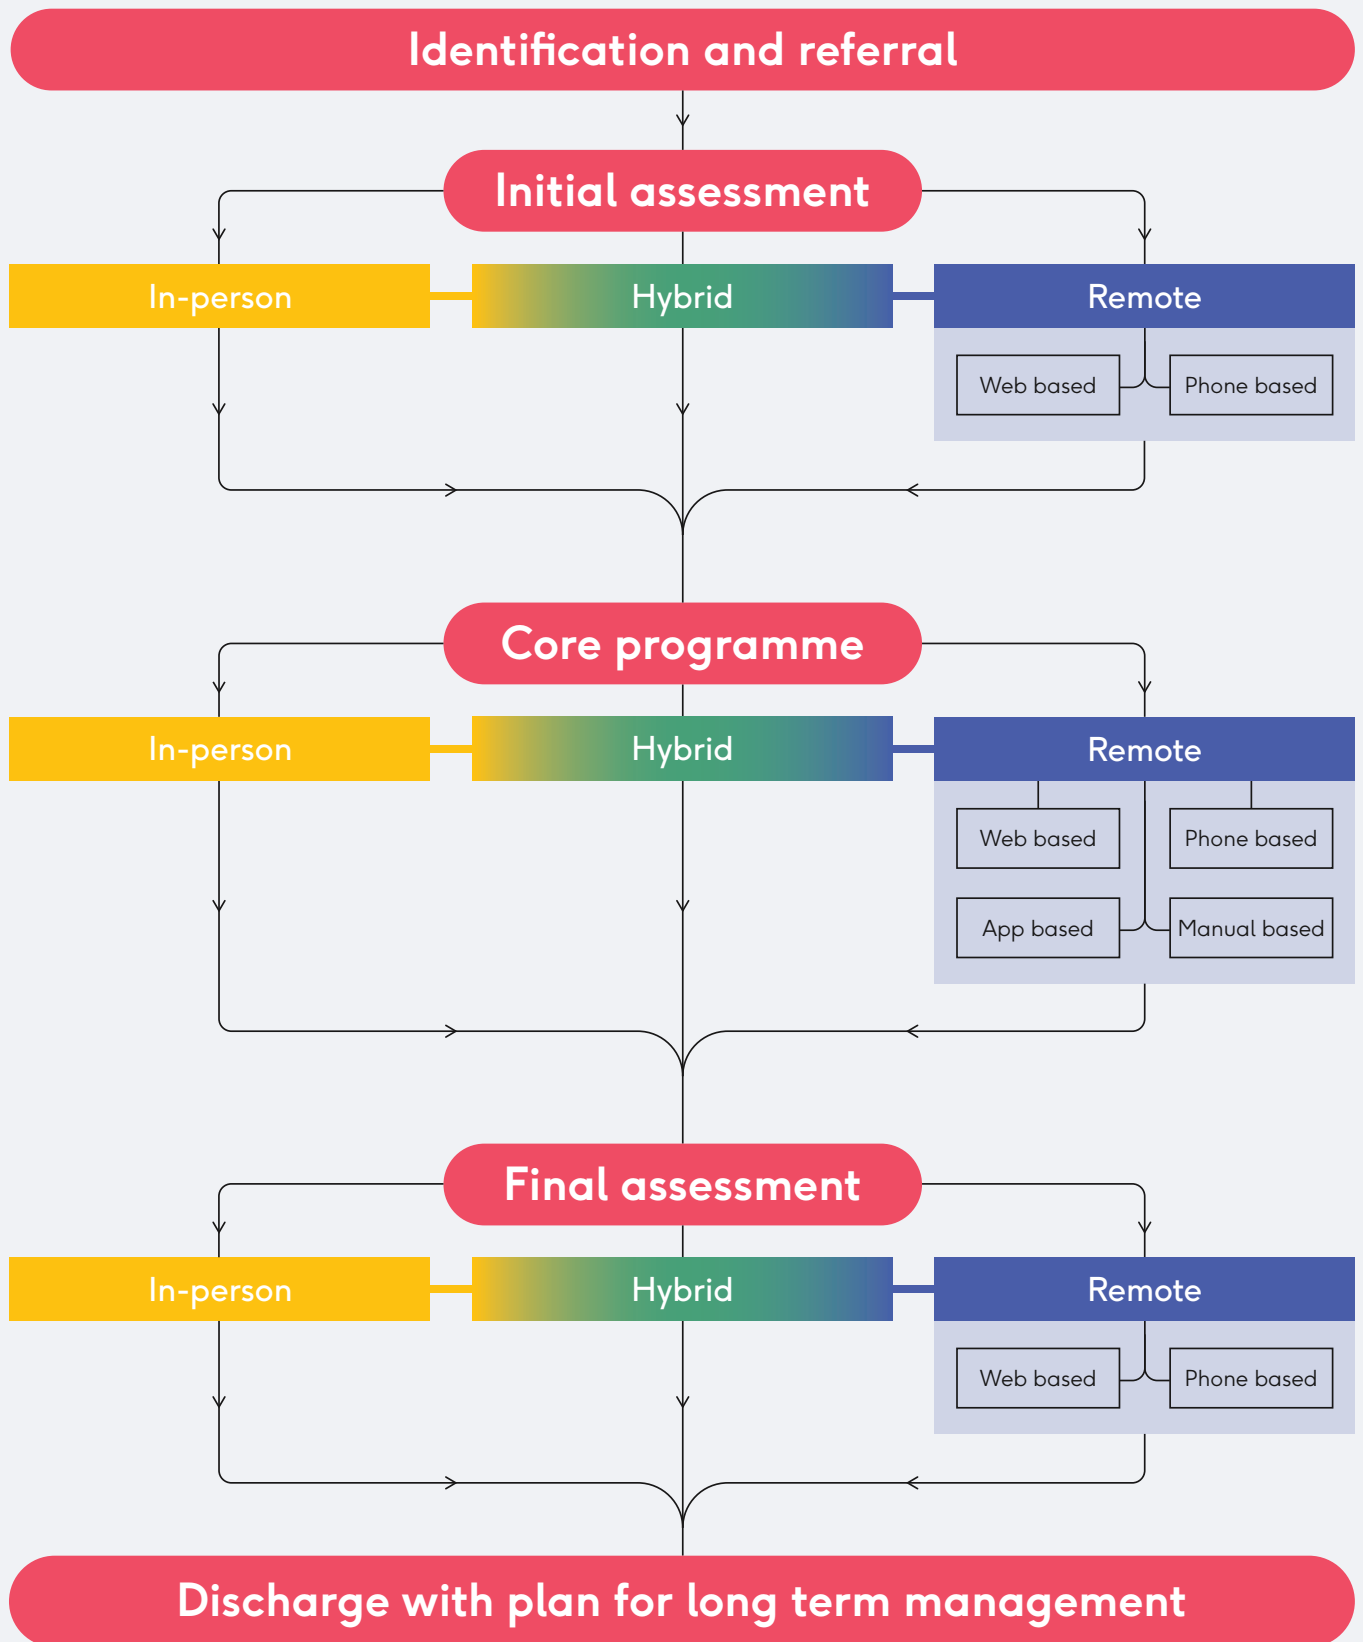 Identification and referral
Initial assessment
In-person
Hybrid
Remote
Web based
Phone based
Core programme
In-person
Hybrid
Remote
Web based
Phone based
App based
Manual based
Final assessment
In-person
Hybrid
Remote
Web based
Phone based
Discharge with plan for long term management